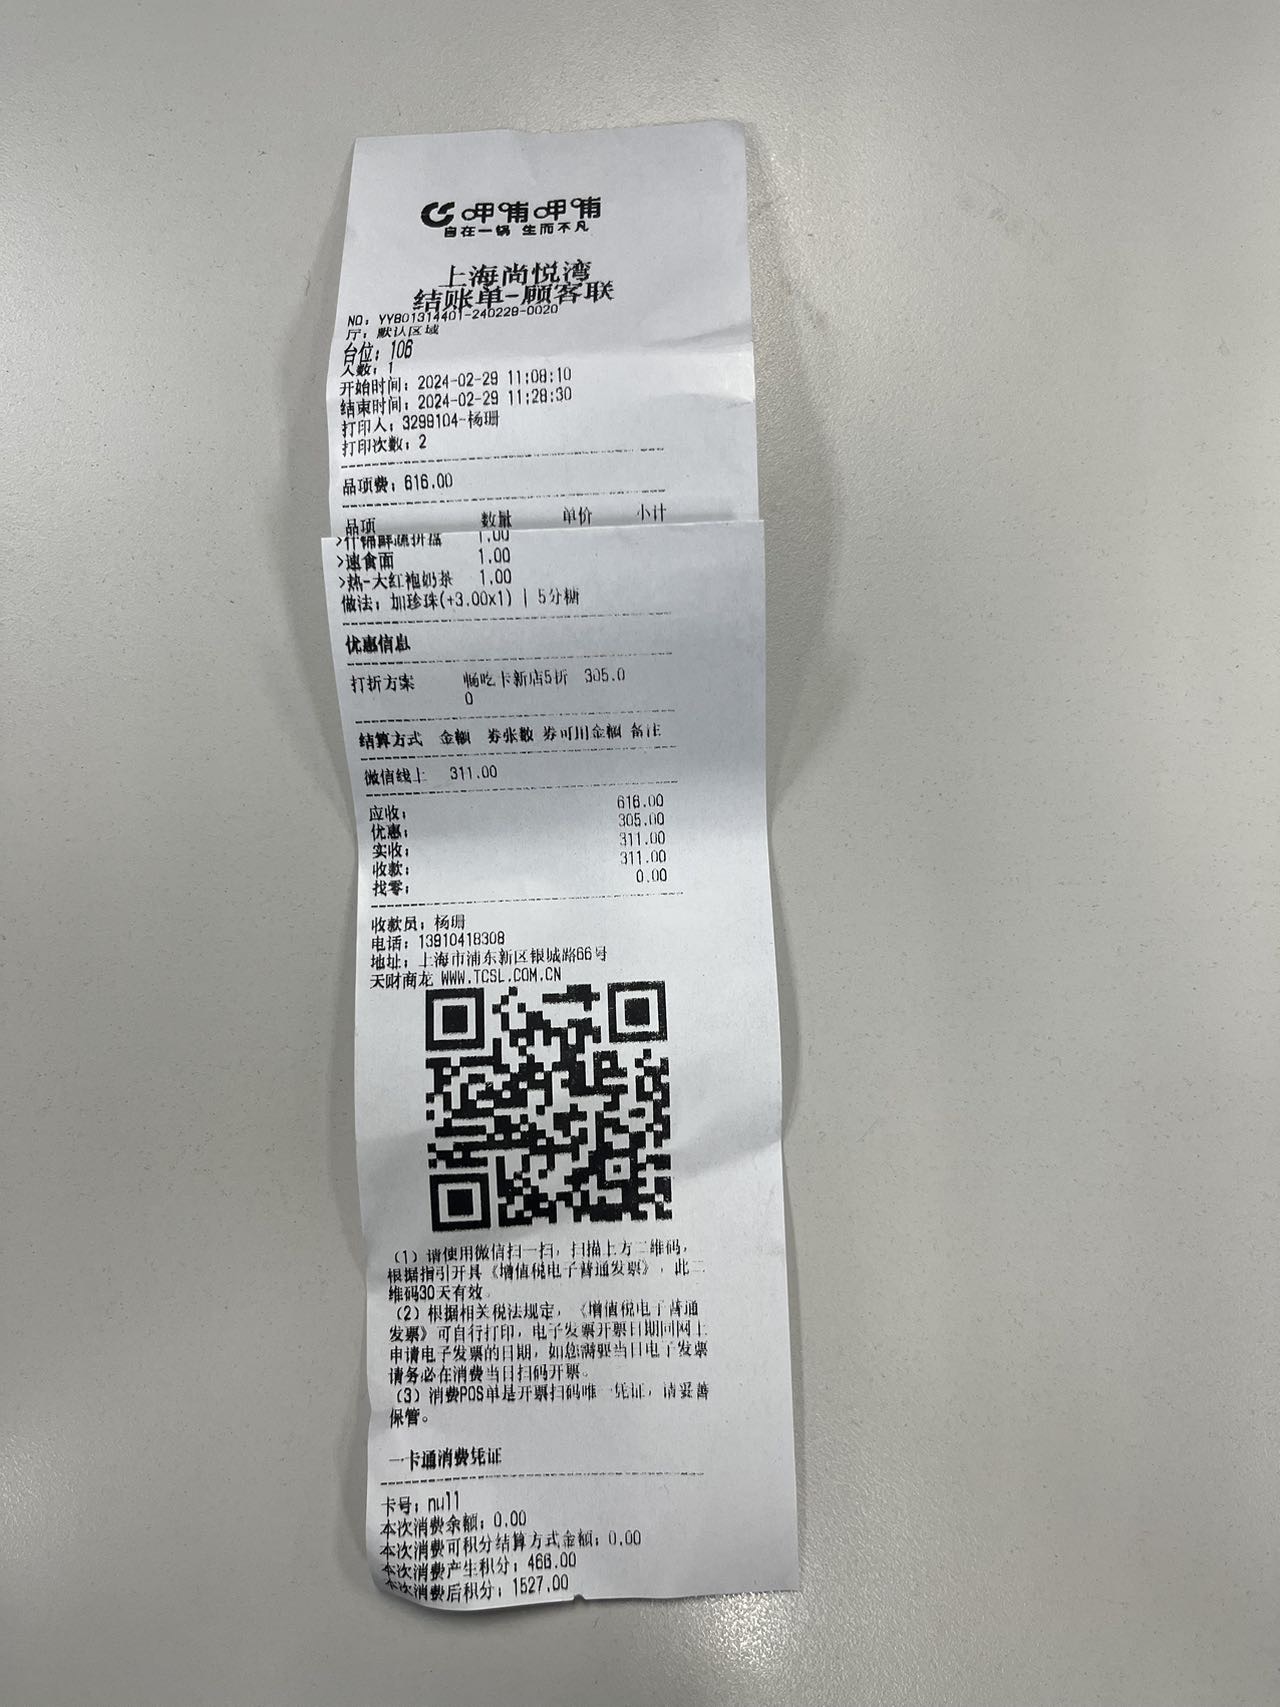 呷哺呷哺
自在一锅 生而不凡
上海尚悦湾
结账单-顾客联
NO: YYB01314401-240229-0020
厅: 默认区域
台位: 106
人数: 1
开始时间: 2024-02-29 11:08:10
结束时间: 2024-02-29 11:28:30
打印人: 3299104-杨珊
打印次数: 2
品项费: 616.00
品项 数量 单价 小计
>什锦鲜蔬拼盘 1.00
>速食面 1.00
>热-大红袍奶茶 1.00
做法: 加珍珠(+3.00x1) | 5分糖
优惠信息
打折方案 畅吃卡新店5折 305.0
0
结算方式 金额 券张数 券可用金额 备注
微信线上 311.00
应收: 616.00
优惠: 305.00
实收: 311.00
收款: 311.00
找零: 0.00
收款员: 杨珊
电话: 13910418308
地址: 上海市浦东新区银城路66号
天财商龙 WWW.TCSL.COM.CN
(1) 请使用微信扫一扫, 扫描上方二维码,
根据指引开具《增值税电子普通发票》, 此二
维码30天有效。
(2) 根据相关税法规定, 《增值税电子普通
发票》可自行打印, 电子发票开票日期同网上
申请电子发票的日期, 如您需要当日电子发票
请务必在消费当日扫码开票。
(3) 消费POS单是开票扫码唯一凭证, 请妥善
保管。
一卡通消费凭证
卡号: null
本次消费余额: 0.00
本次消费可积分结算方式金额: 0.00
本次消费产生积分: 466.00
本次消费后积分: 1527.00